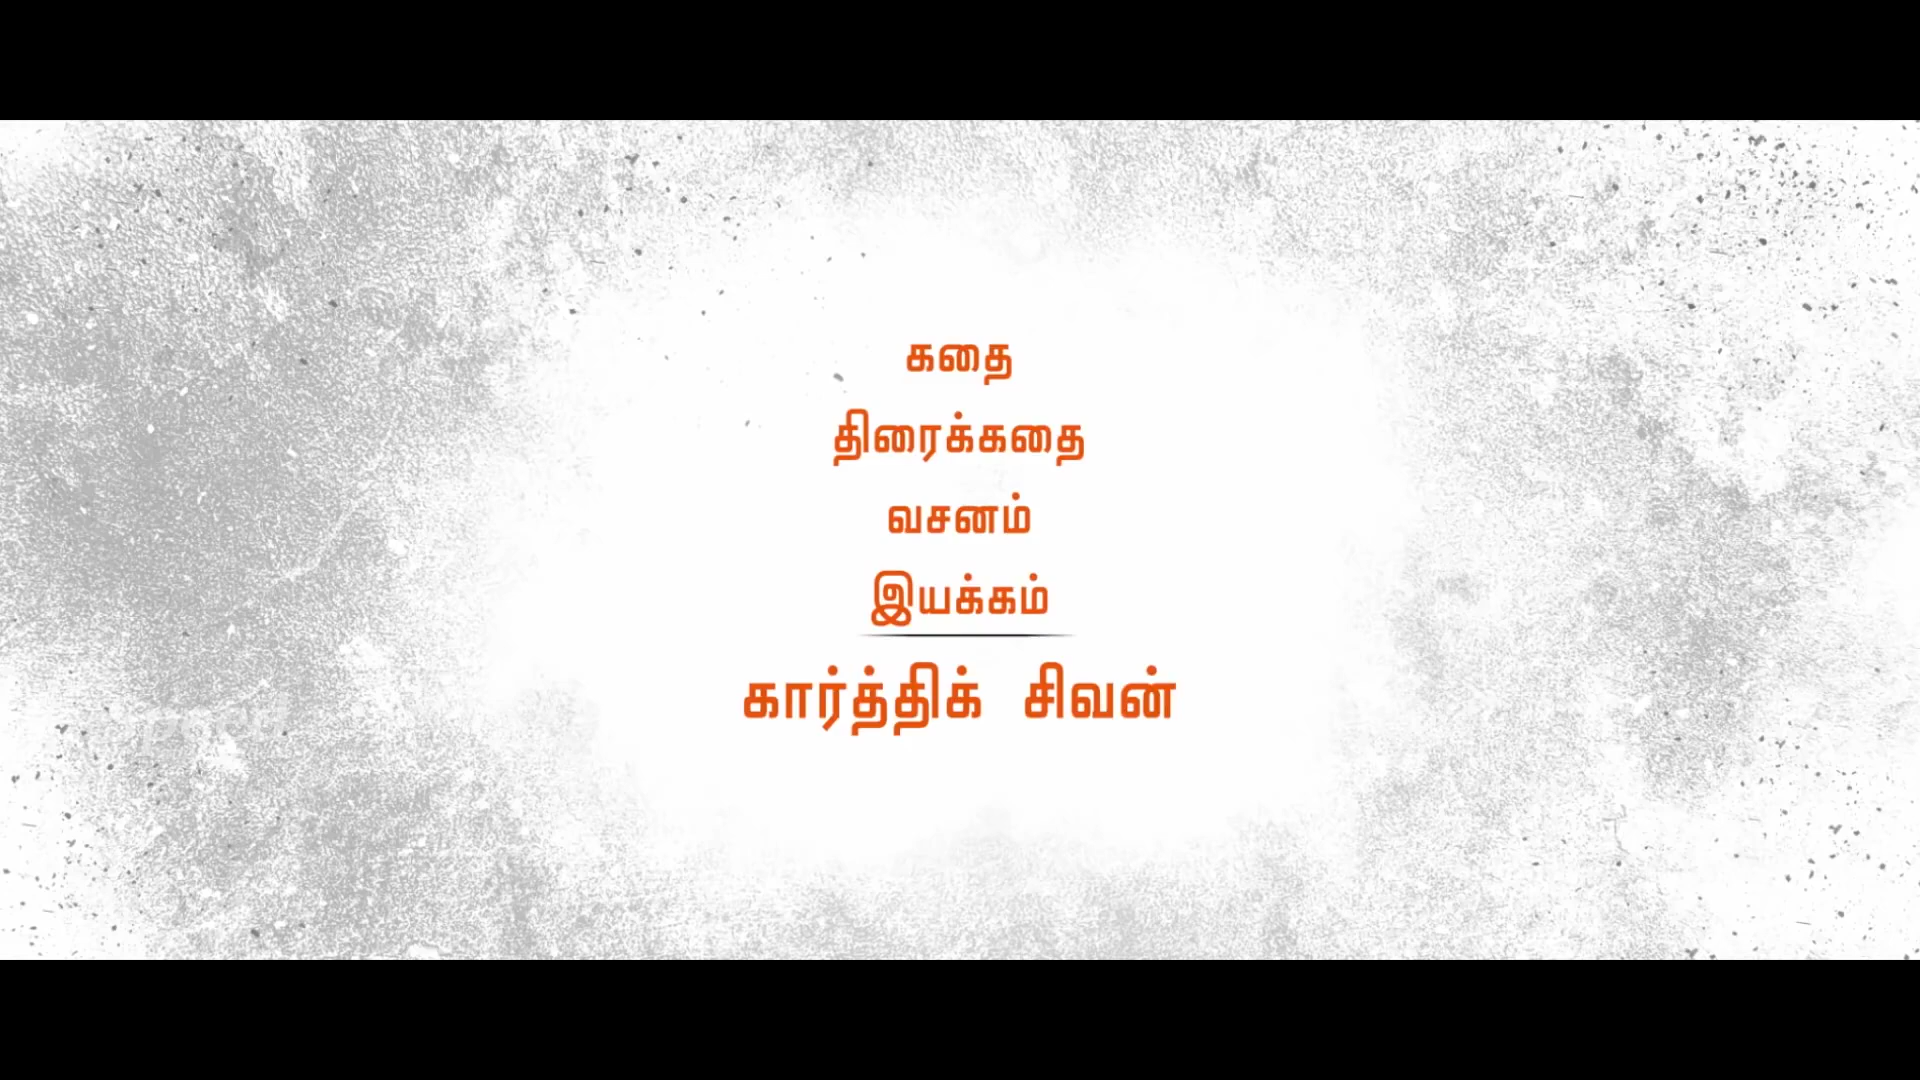 கதை
திரைக்கதை
வசனம்
இயக்கம்
கார்த்திக் சிவன்